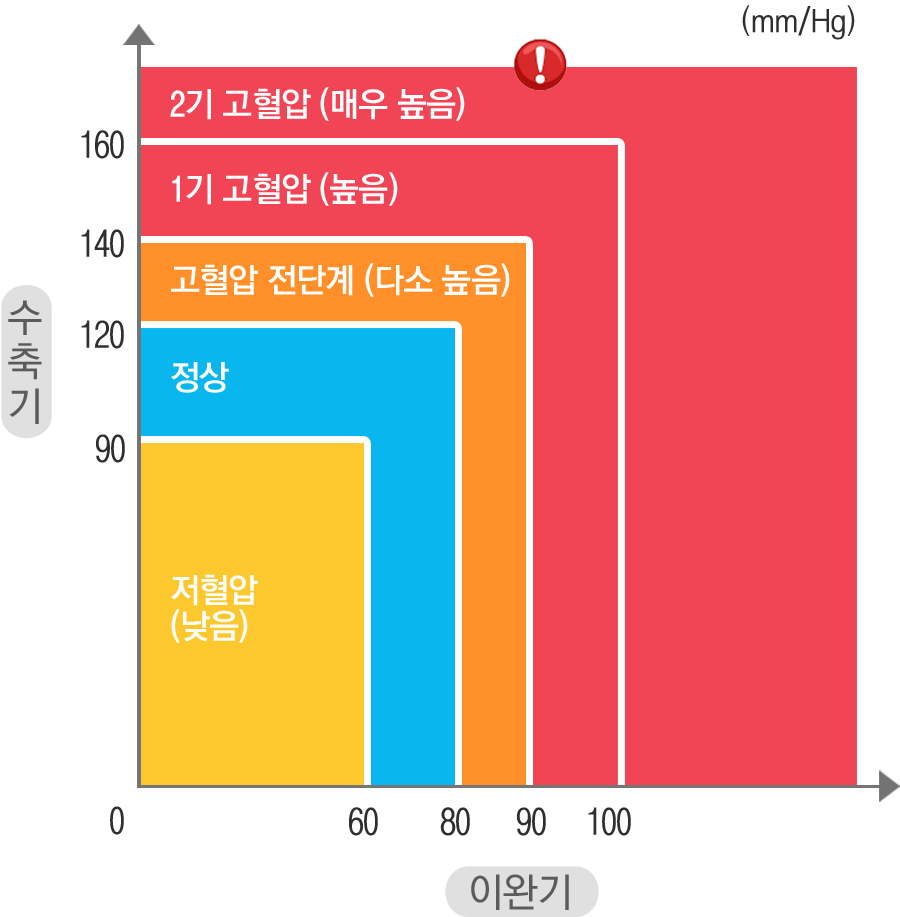 (mm/Hg)
2기 고혈압 (매우 높음)
160
1기 고혈압 (높음)
140
고혈압 전단계 (다소 높음)
120
수축기
정상
90
저혈압
(낮음)
0
60
80
90
100
이완기